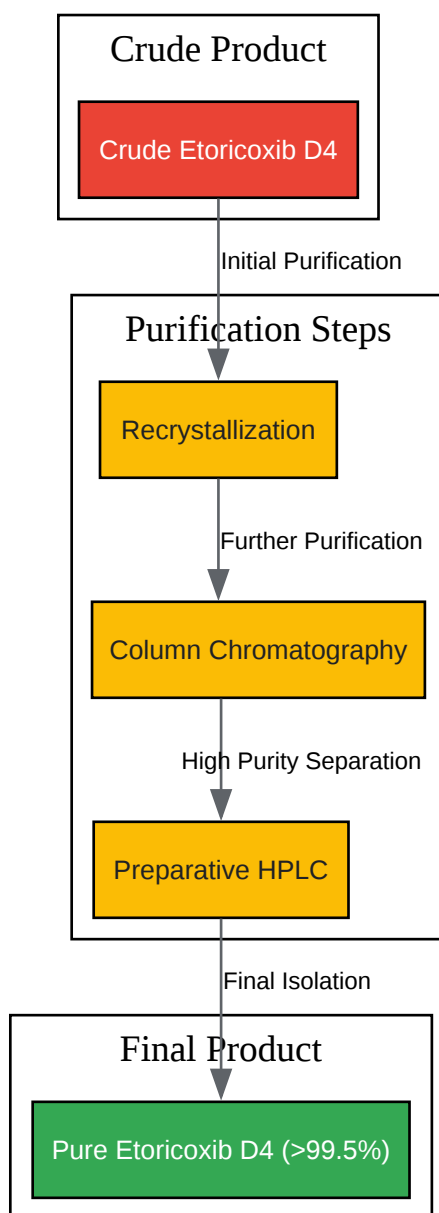 Crude Product
Crude Etoricoxib D4
Initial Purification
Purification Steps
Recrystallization
Further Purification
Column Chromatography
High Purity Separation
Preparative HPLC
Final Isolation
Final Product
Pure Etoricoxib D4 (>99.5%)